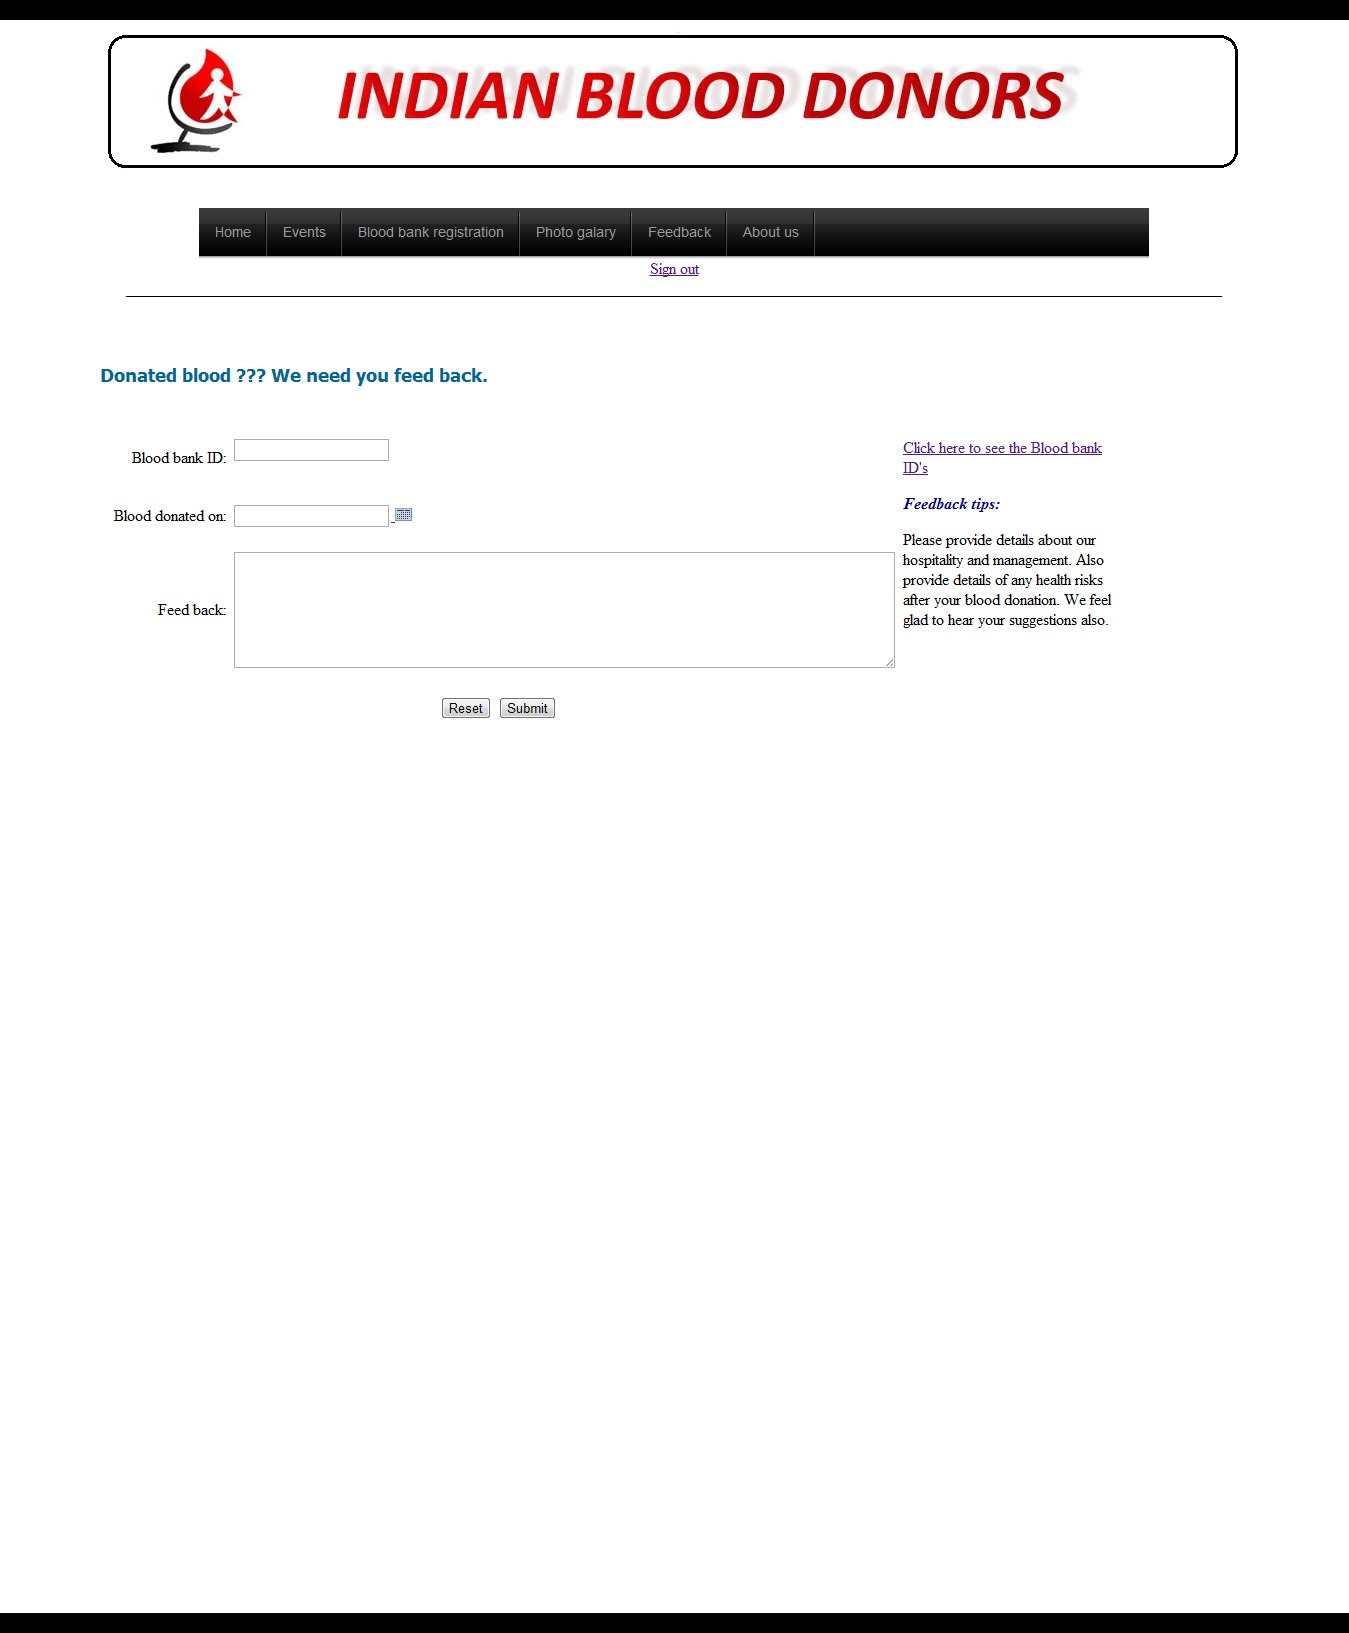 INDIAN BLOOD DONORS
Home Events Blood bank registration Photo galary Feedback About us
Sign out
Donated blood ??? We need you feed back.
Blood bank ID:
Blood donated on:
Feed back:
Reset Submit
Click here to see the Blood bank
ID's
Feedback tips:
Please provide details about our
hospitality and management. Also
provide details of any health risks
after your blood donation. We feel
glad to hear your suggestions also.